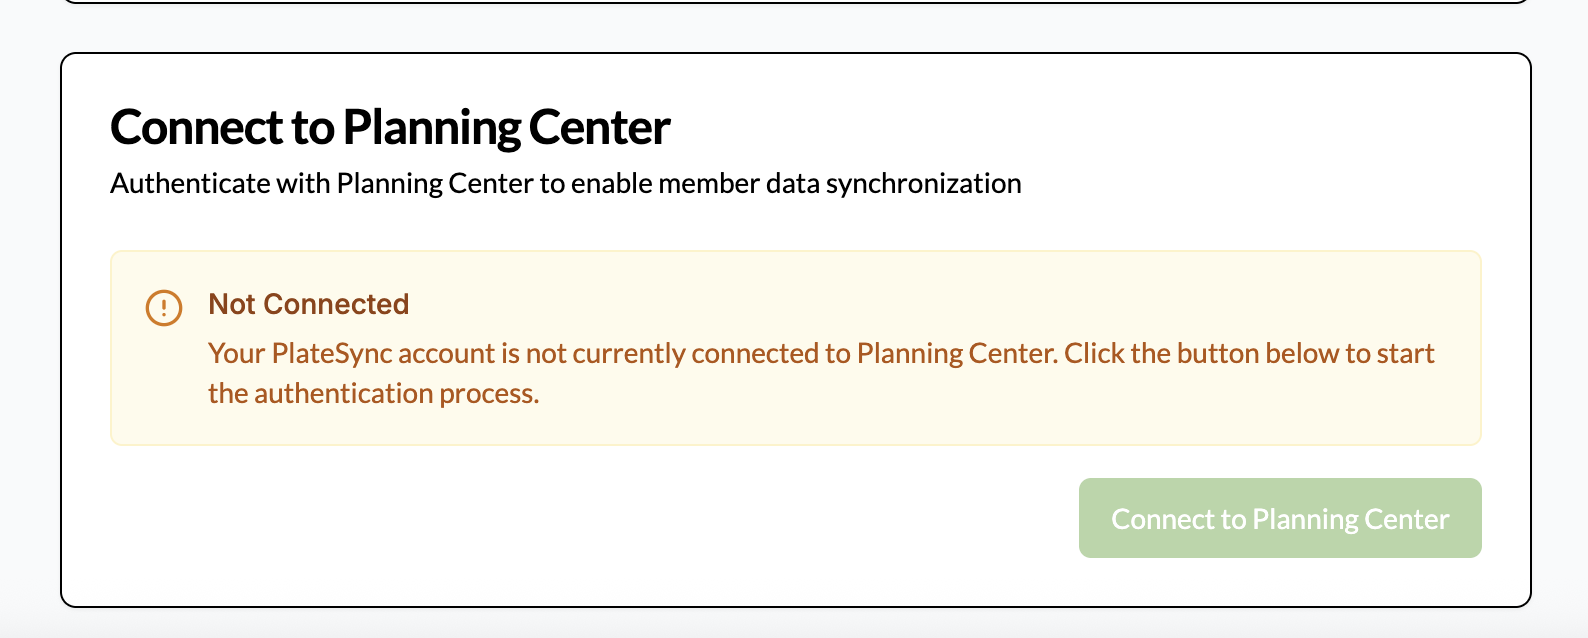 Connect to Planning Center
Authenticate with Planning Center to enable member data synchronization
Not Connected
Your PlateSync account is not currently connected to Planning Center. Click the button below to start
the authentication process.
Connect to Planning Center